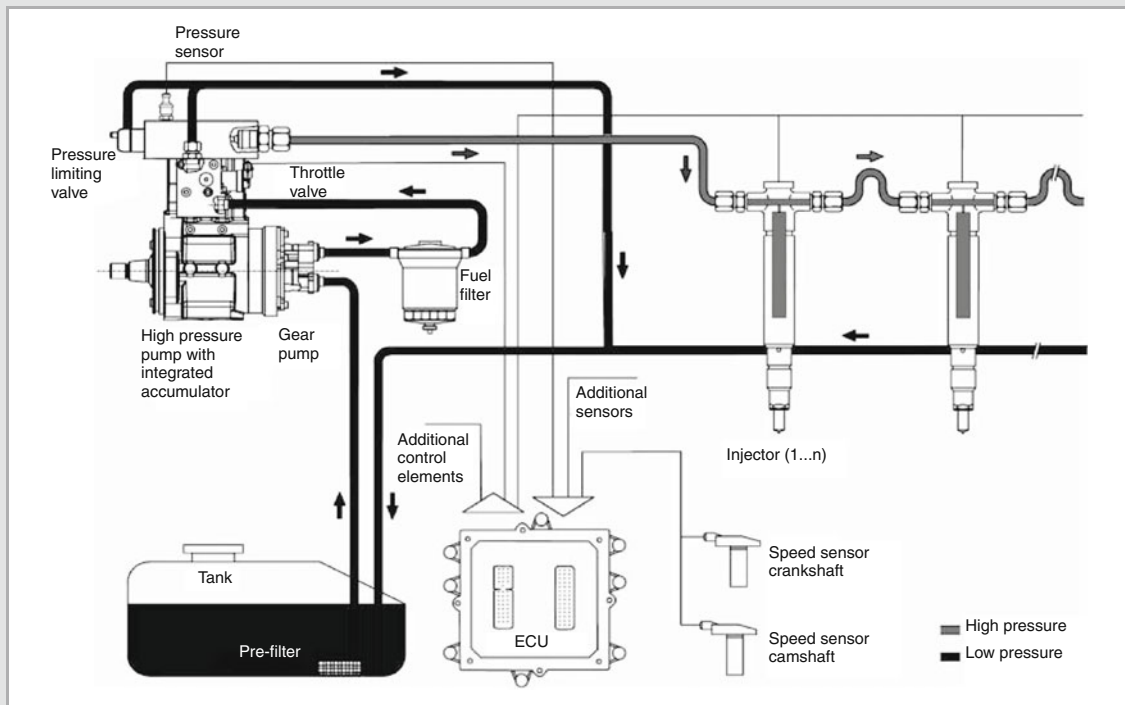 Pressure
sensor
Pressure
limiting
valve
Throttle
valve
Fuel
filter
High pressure
pump with
integrated
accumulator
Gear
pump
Additional
sensors
Additional
control
elements
Injector (1...n)
Tank
Pre-filter
ECU
Speed sensor
crankshaft
Speed sensor
camshaft
High pressure
Low pressure